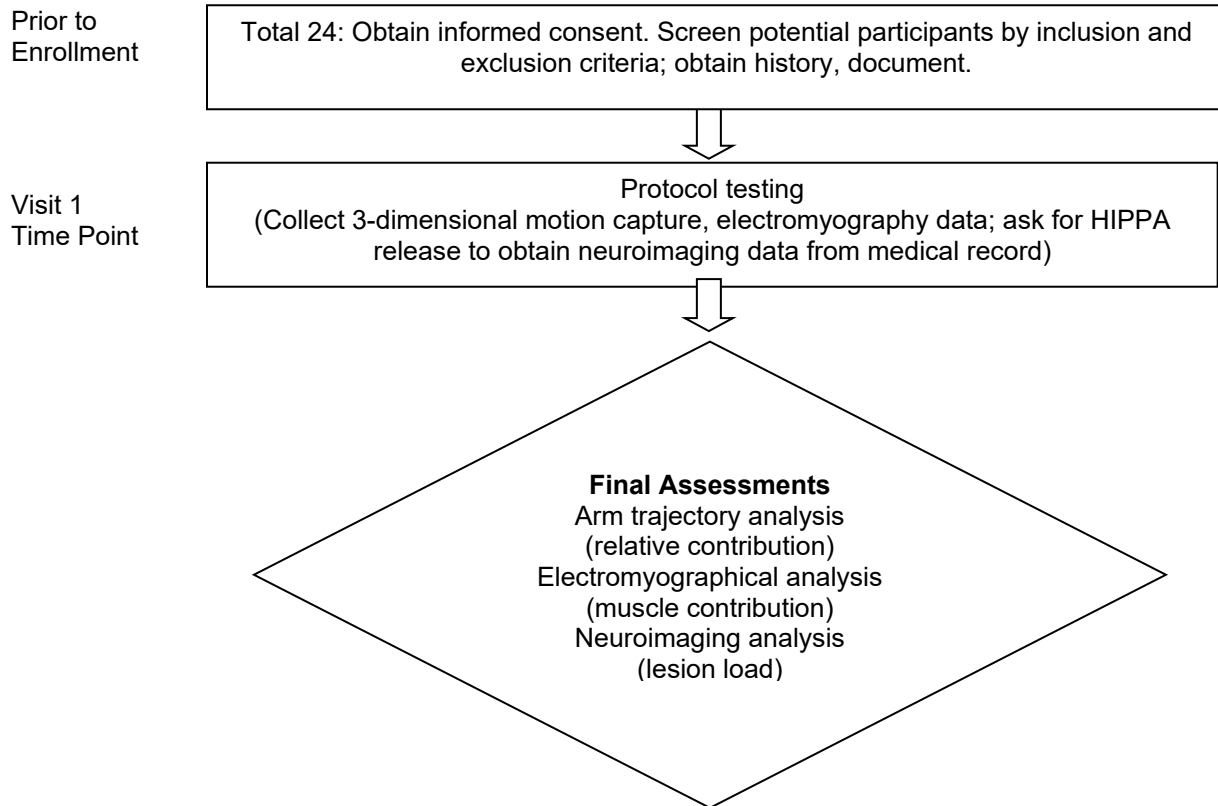 Prior to
Enrollment
Total 24: Obtain informed consent. Screen potential participants by inclusion and
exclusion criteria; obtain history, document.
Visit 1
Time Point
Protocol testing
(Collect 3-dimensional motion capture, electromyography data; ask for HIPPA
release to obtain neuroimaging data from medical record)
Final Assessments
Arm trajectory analysis
(relative contribution)
Electromyographical analysis
(muscle contribution)
Neuroimaging analysis
(lesion load)